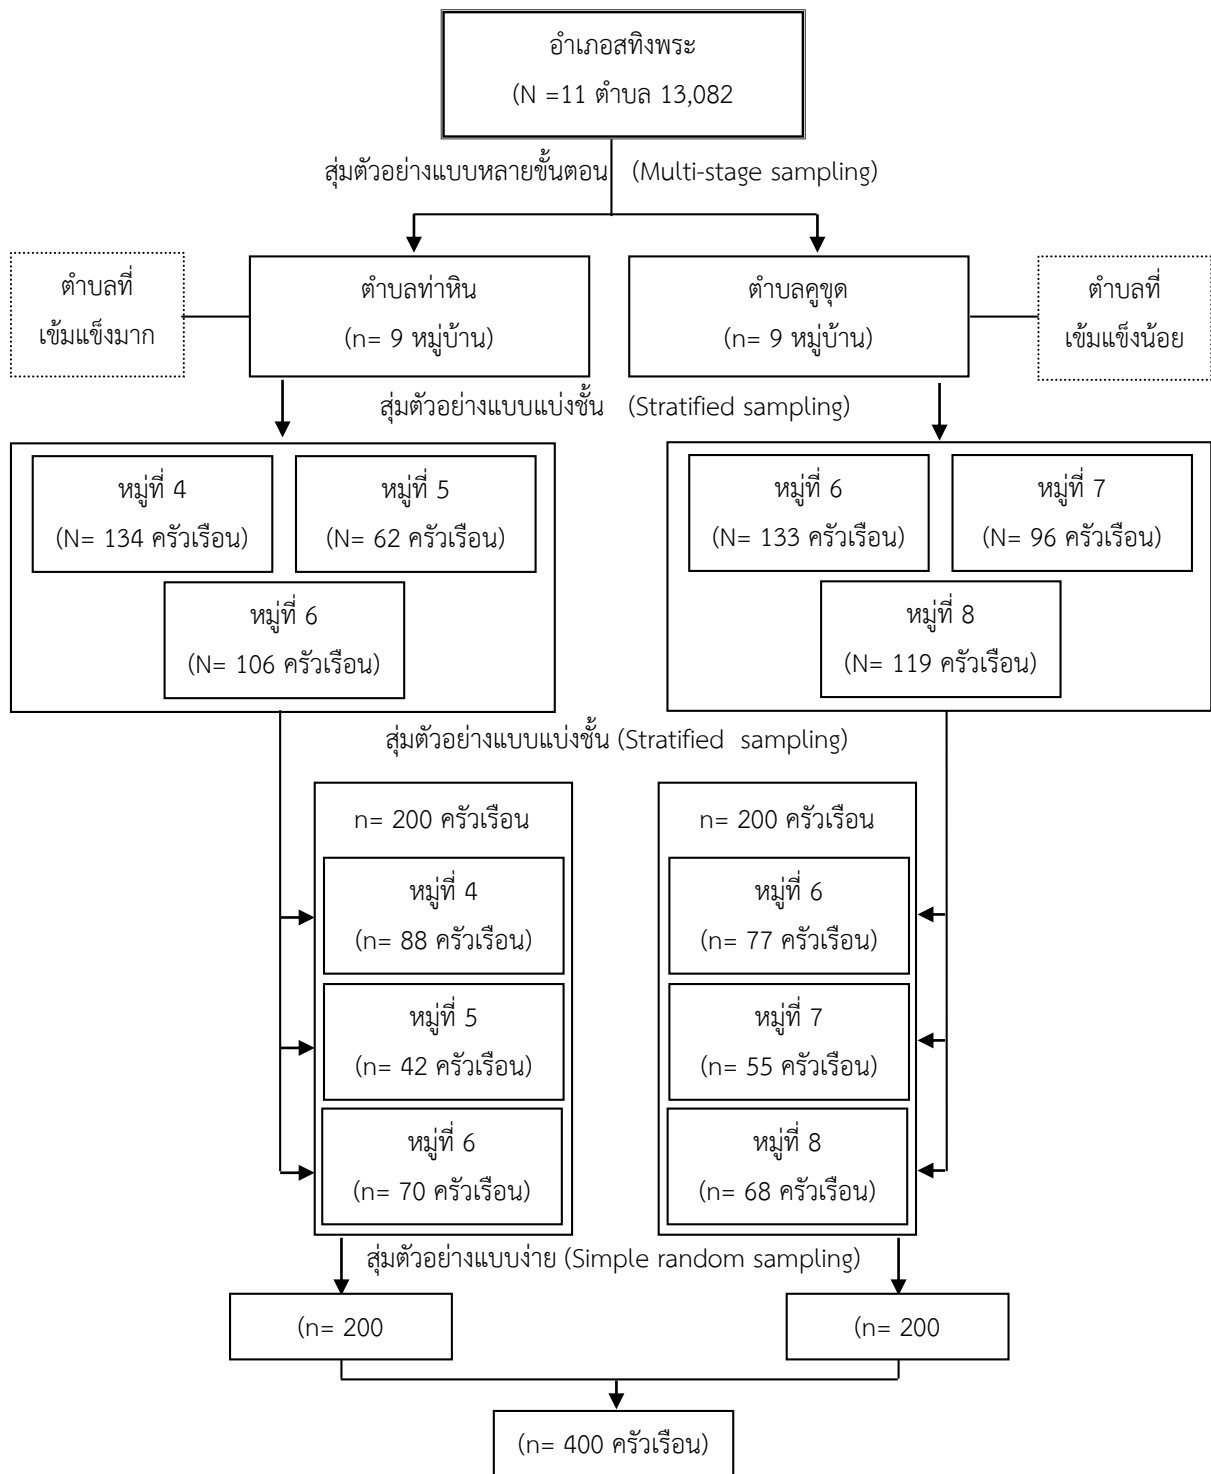 อำเภอสทิงพระ
(N =11 ตำบล 13,082
สุ่มตัวอย่างแบบหลายขั้นตอน (Multi-stage sampling)
ตำบลที่
เข้มแข็งมาก
ตำบลท่าหิน
(n= 9 หมู่บ้าน)
ตำบลคูขุด
(n= 9 หมู่บ้าน)
ตำบลที่
เข้มแข็งน้อย
สุ่มตัวอย่างแบบแบ่งชั้น (Stratified sampling)
หมู่ที่ 4
(N= 134 ครัวเรือน)
หมู่ที่ 5
(N= 62 ครัวเรือน)
หมู่ที่ 6
(N= 106 ครัวเรือน)
หมู่ที่ 6
(N= 133 ครัวเรือน)
หมู่ที่ 7
(N= 96 ครัวเรือน)
หมู่ที่ 8
(N= 119 ครัวเรือน)
สุ่มตัวอย่างแบบแบ่งชั้น (Stratified sampling)
n= 200 ครัวเรือน
หมู่ที่ 4
(n= 88 ครัวเรือน)
หมู่ที่ 5
(n= 42 ครัวเรือน)
หมู่ที่ 6
(n= 70 ครัวเรือน)
n= 200 ครัวเรือน
หมู่ที่ 6
(n= 77 ครัวเรือน)
หมู่ที่ 7
(n= 55 ครัวเรือน)
หมู่ที่ 8
(n= 68 ครัวเรือน)
สุ่มตัวอย่างแบบง่าย (Simple random sampling)
(n= 200
(n= 200
(n= 400 ครัวเรือน)